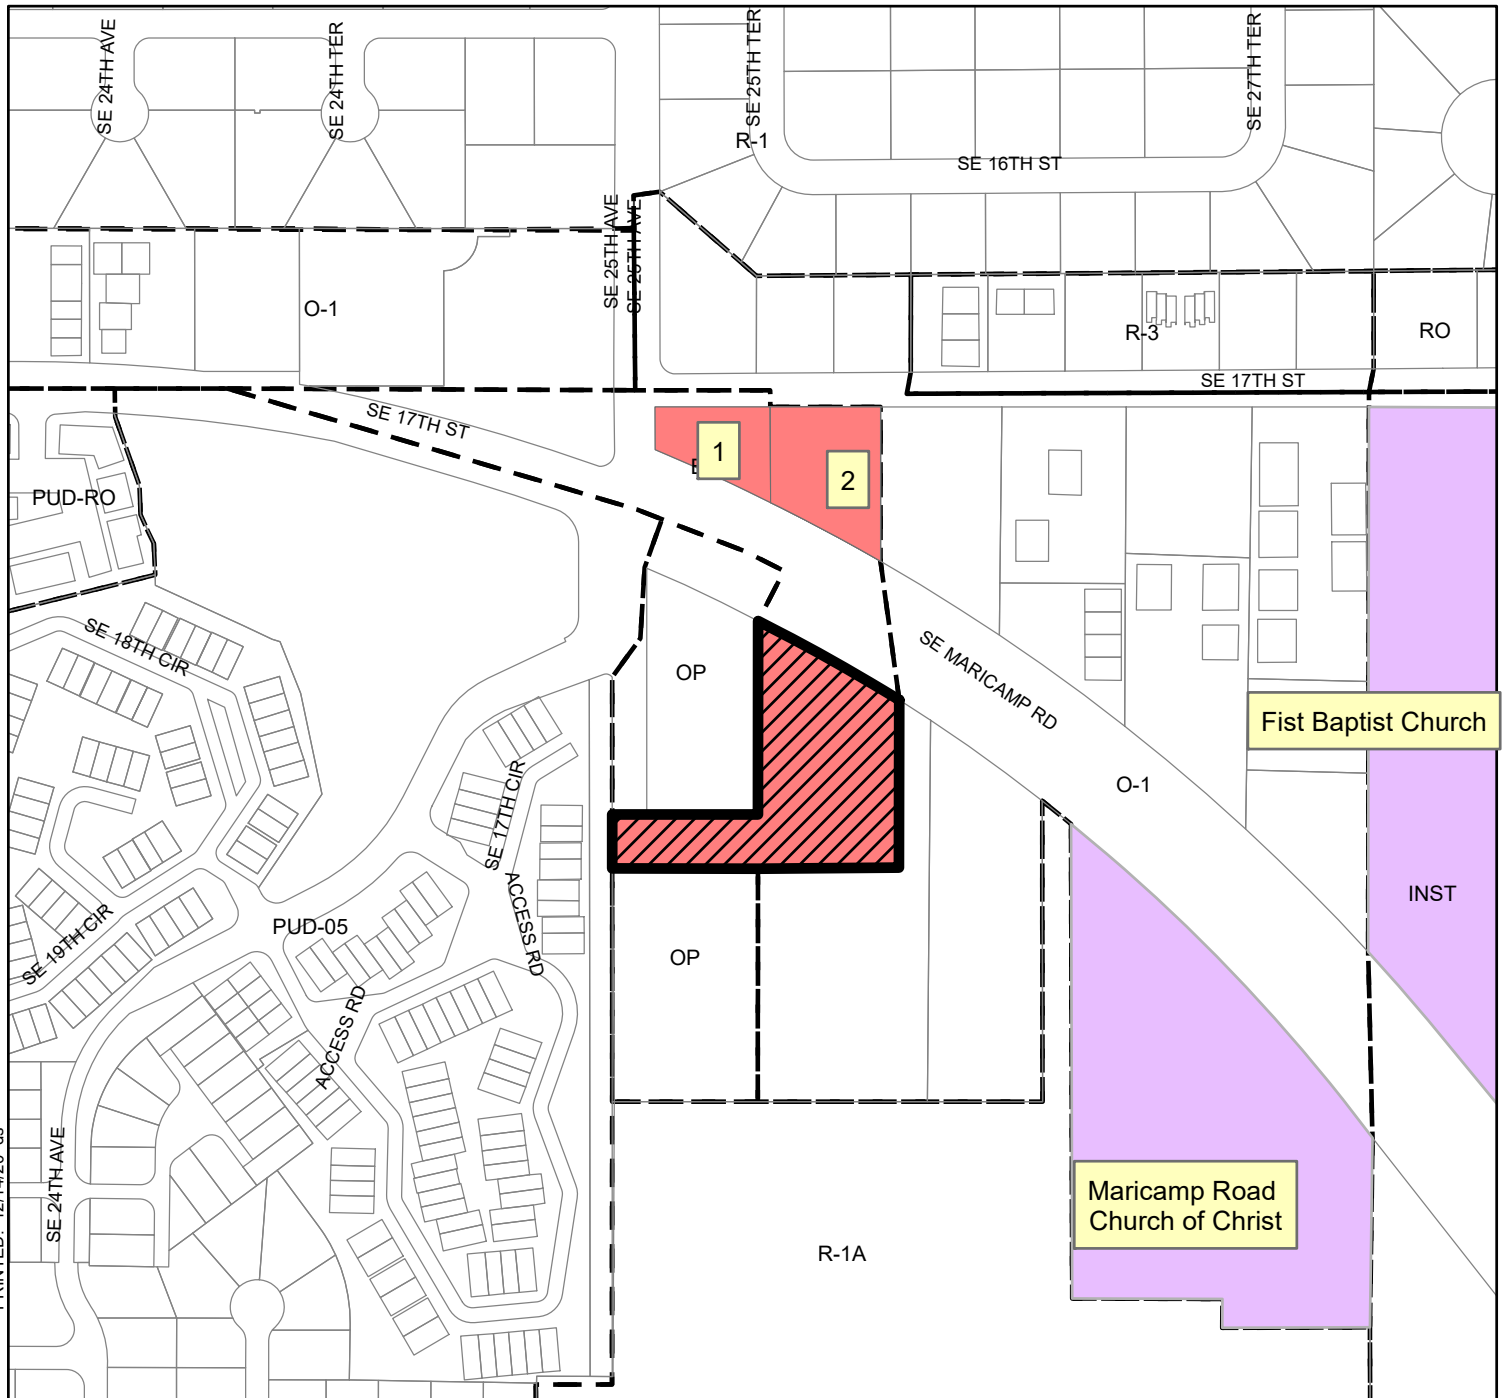 SE 24TH AVE
SE 24TH TER
SE 25TH TER
SE 27TH TER
R-1
SE 16TH ST
SE 25TH AVE
SE 25TH AVE
O-1
R-3
RO
SE 17TH ST
SE 17TH ST
1
2
PUD-RO
SE 18TH CIR
OP
SE MARICAMP RD
Fist Baptist Church
O-1
SE 17TH CIR
INST
ACCESS RD
PUD-05
SE 19TH CIR
OP
ACCESS RD
SE 24TH AVE
Maricamp Road
Church of Christ
R-1A